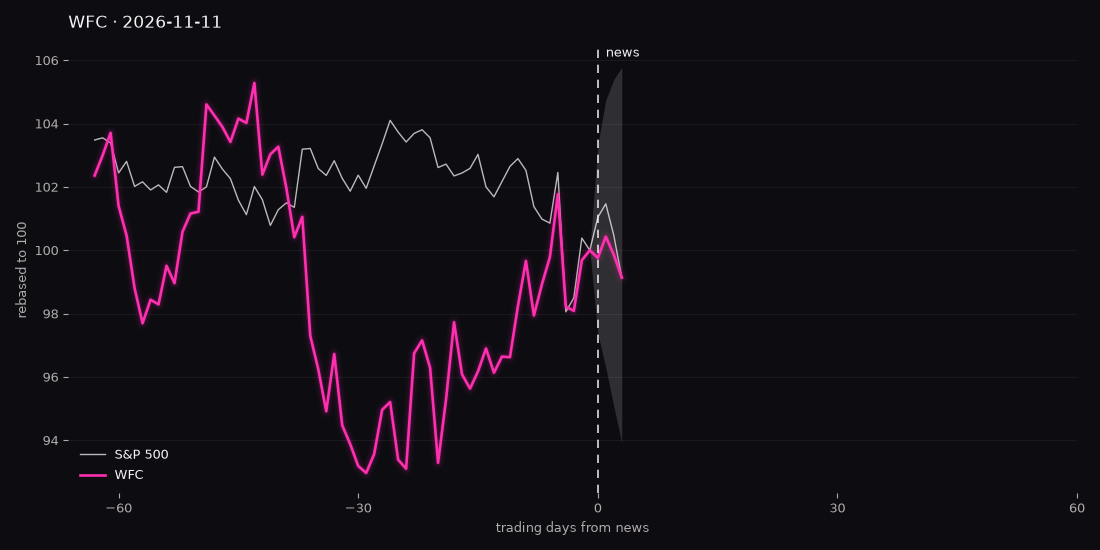 WFC · 2026-11-11
news
106
104
102
100
98
96
94
rebased to 100
S&P 500
WFC
−60
−30
0
30
60
trading days from news